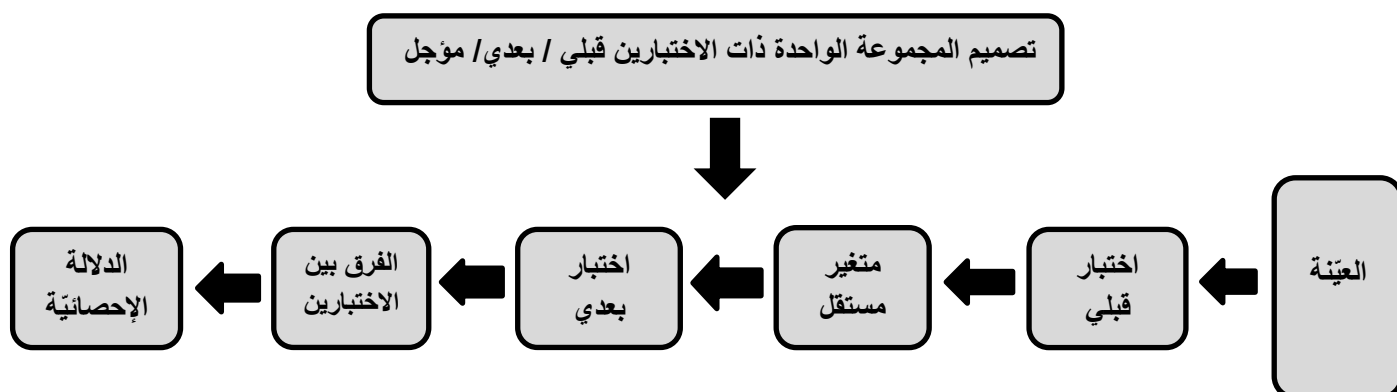 تصميم المجموعة الواحدة ذات الاختبارين قبلي / بعدي/ مؤجل
العيّنة
اختبار
قبلي
متغير
مستقل
اختبار
بعدي
الفرق بين
الاختبارين
الدلالة
الإحصائيّة